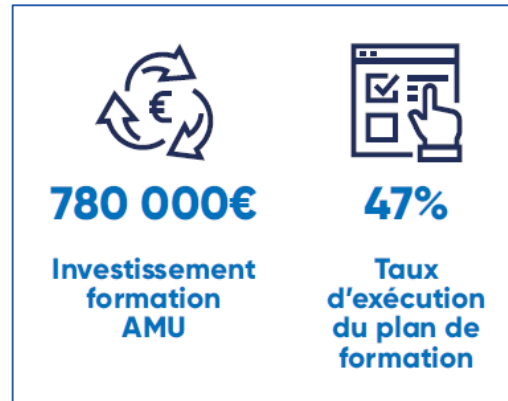 €
780 000€
Investissement
formation
AMU
47%
Taux
d'exécution
du plan de
formation